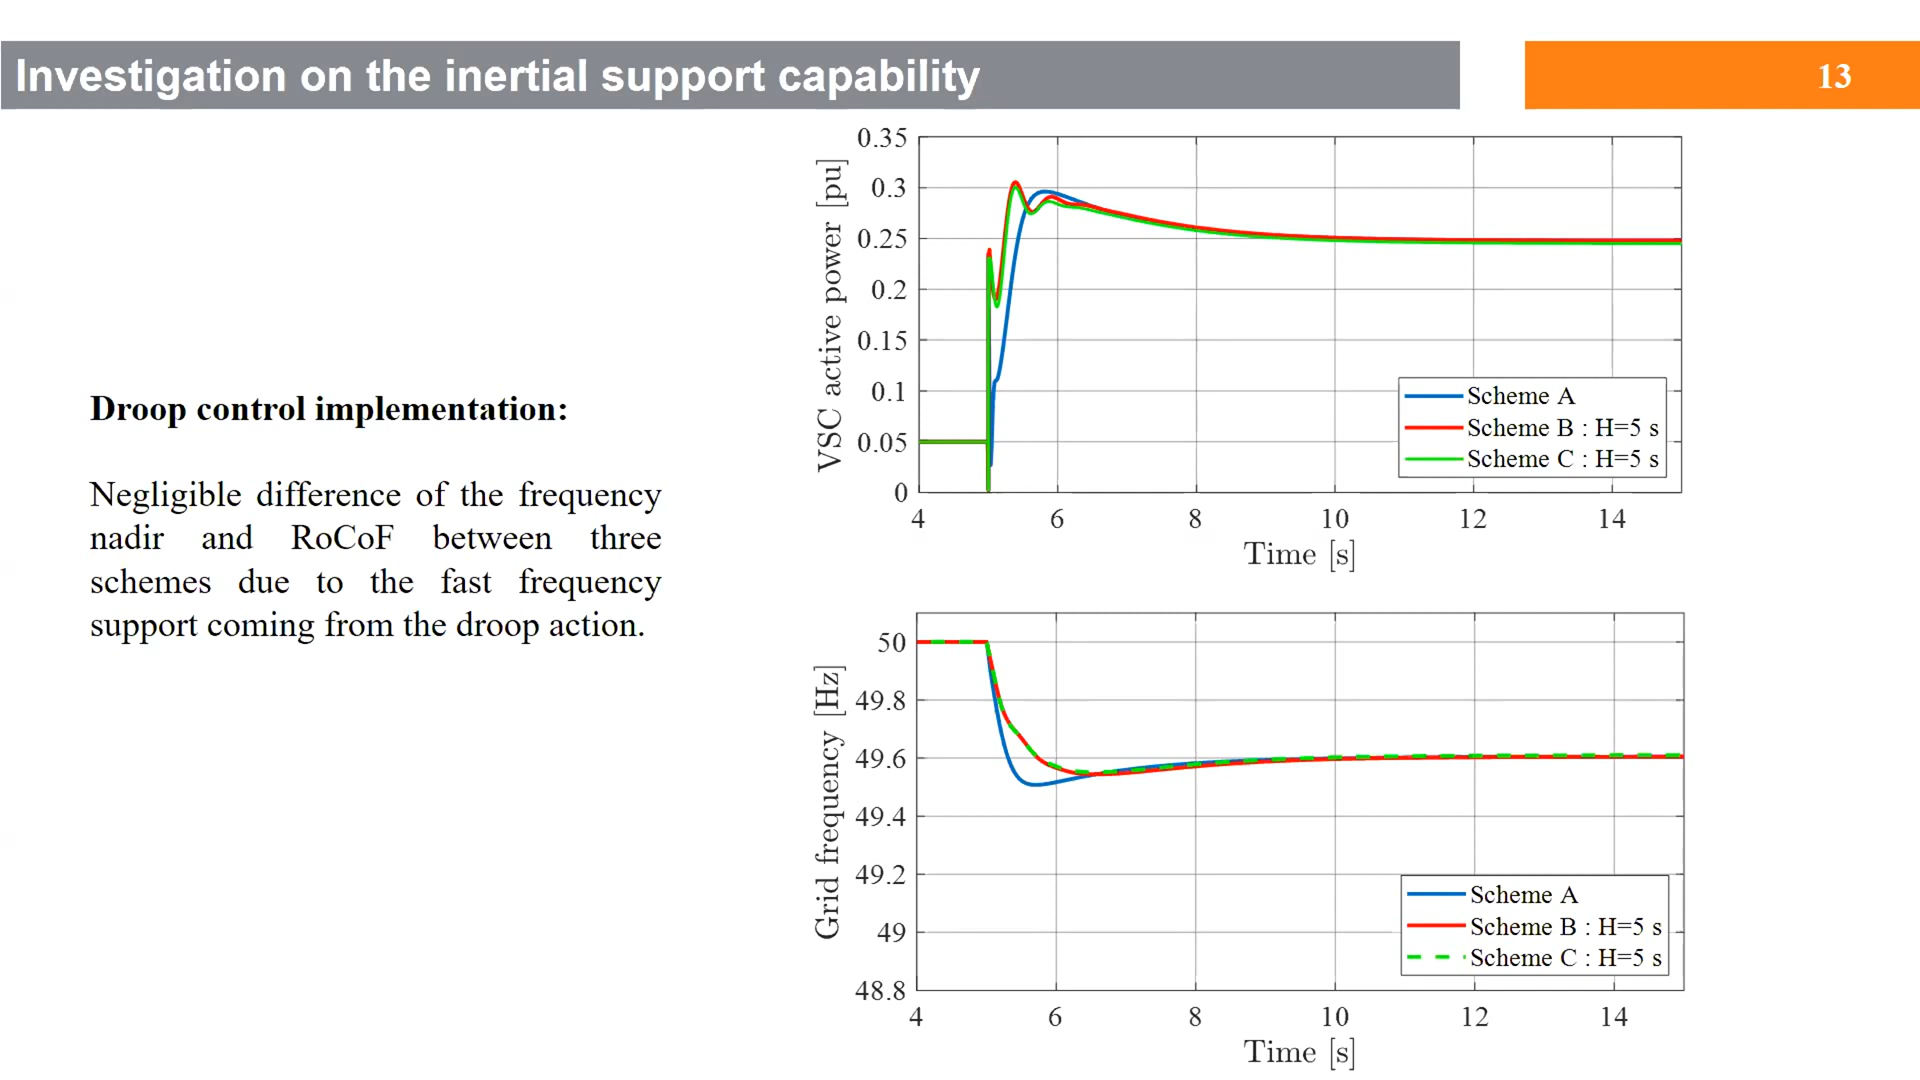 Investigation on the inertial support capability
13
Droop control implementation:
Negligible difference of the frequency
nadir and RoCoF between three
schemes due to the fast frequency
support coming from the droop action.
VSC active power [pu]
0.35
0.3
0.25
0.2
0.15
0.1
0.05
0
4 6 8 10 12 14
Time [s]
Scheme A
Scheme B : H=5 s
Scheme C : H=5 s
Grid frequency [Hz]
50
49.8
49.6
49.4
49.2
49
48.8
4 6 8 10 12 14
Time [s]
Scheme A
Scheme B : H=5 s
Scheme C : H=5 s